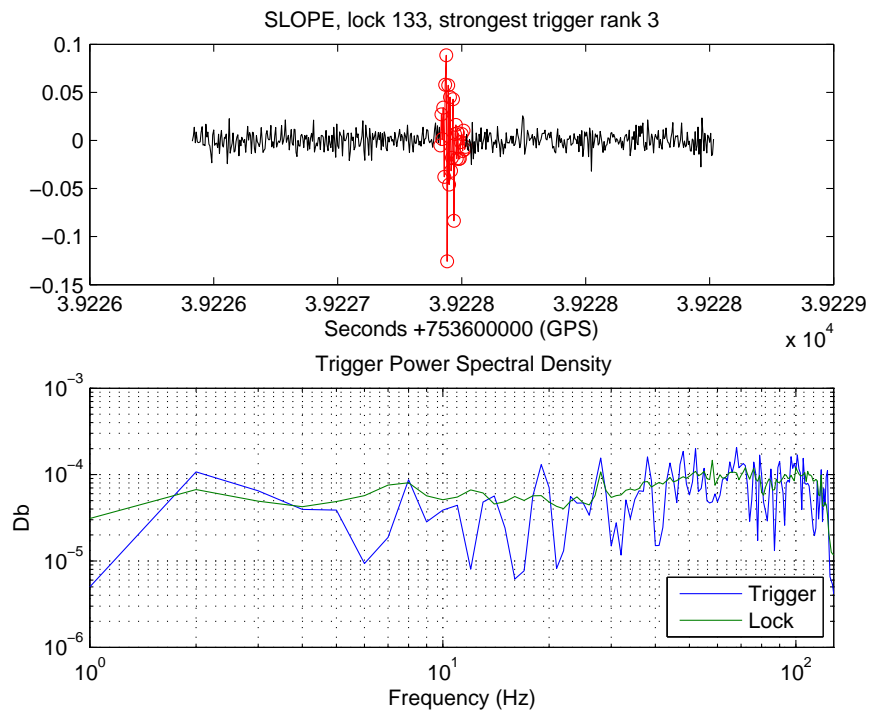 SLOPE, lock 133, strongest trigger rank 3
0.1
0.05
0
−0.05
−0.1
−0.15
3.9226 3.9226 3.9227 3.9228 3.9228 3.9228 3.9229
Seconds +753600000 (GPS)
x 10^4
Trigger Power Spectral Density
10^−3
10^−4
10^−5
10^−6
Db
Trigger
Lock
10^0 10^1 10^2
Frequency (Hz)